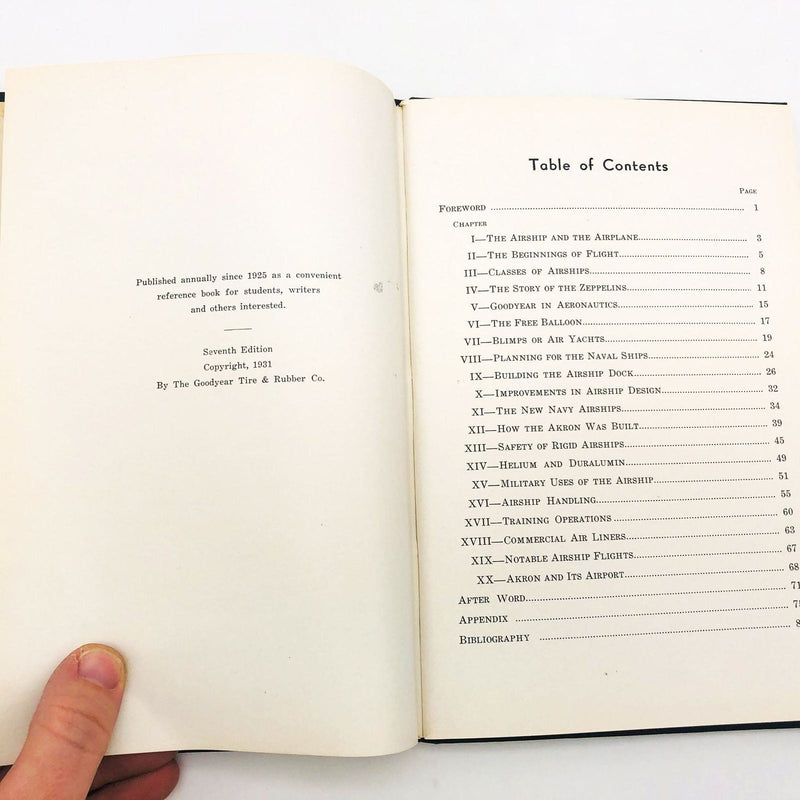 Published annually since 1925 as a convenient
reference book for students, writers
and others interested.
Seventh Edition
Copyright, 1931
By The Goodyear Tire & Rubber Co.
Table of Contents
PAGE
FOREWORD 1
CHAPTER
I—THE AIRSHIP AND THE AIRPLANE 3
II—THE BEGINNINGS OF FLIGHT 5
III—CLASSES OF AIRSHIPS 8
IV—THE STORY OF THE ZEPPELINS 11
V—GOODYEAR IN AERONAUTICS 15
VI—THE FREE BALLOON 17
VII—BLIMPS OR AIR YACHTS 19
VIII—PLANNING FOR THE NAVAL SHIPS 24
IX—BUILDING THE AIRSHIP DOCK 26
X—IMPROVEMENTS IN AIRSHIP DESIGN 32
XI—THE NEW NAVY AIRSHIPS 34
XII—HOW THE AKRON WAS BUILT 39
XIII—SAFETY OF RIGID AIRSHIPS 45
XIV—HELIUM AND DURALUMIN 49
XV—MILITARY USES OF THE AIRSHIP 51
XVI—AIRSHIP HANDLING 55
XVII—TRAINING OPERATIONS 60
XVIII—COMMERCIAL AIR LINERS 63
XIX—NOTABLE AIRSHIP FLIGHTS 67
XX—AKRON AND ITS AIRPORT 68
AFTER WORD 71
APPENDIX
BIBLIOGRAPHY